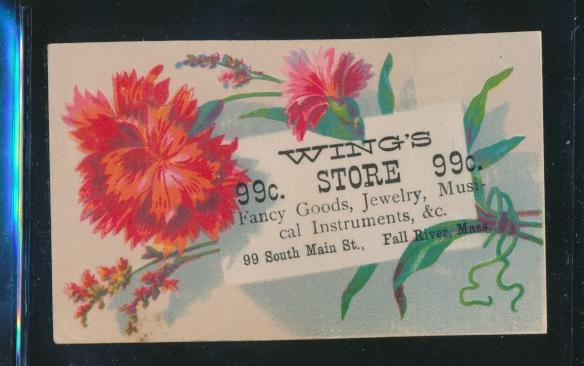 WING'S
99c. STORE 99c.
Fancy Goods, Jewelry, Musi-
cal Instruments, &c.
99 South Main St., Fall River, Mass.